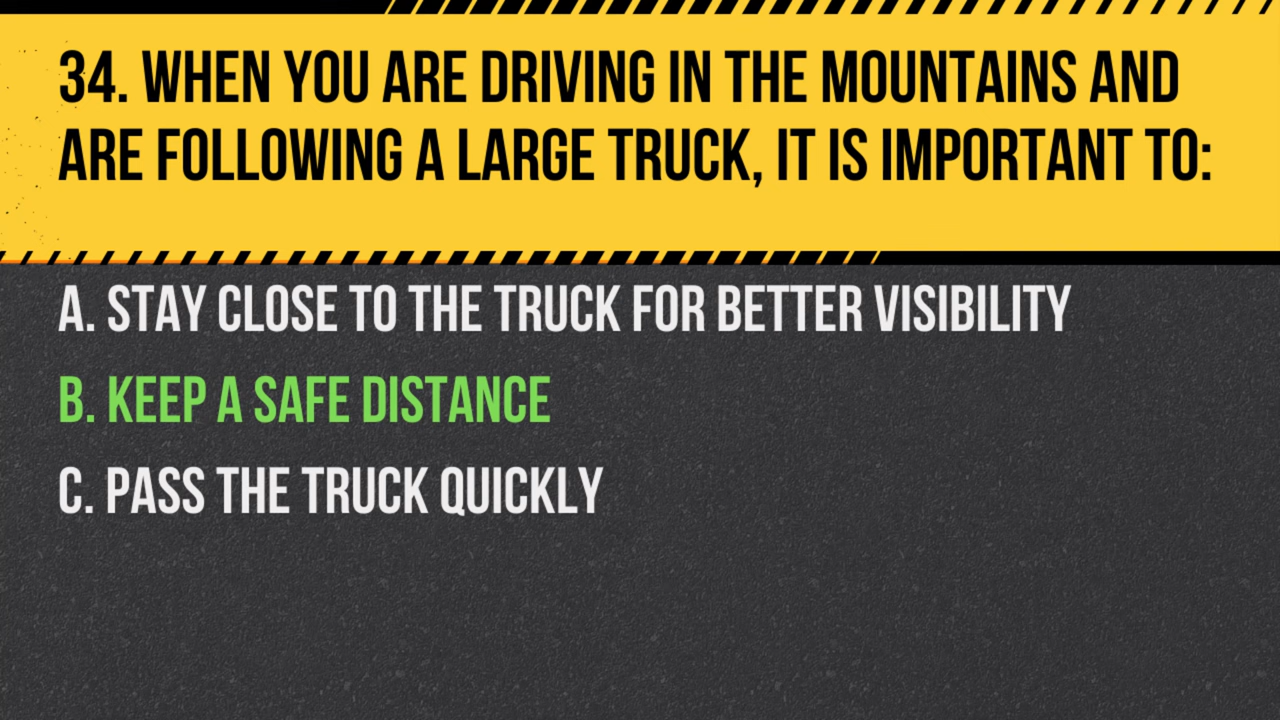 34. WHEN YOU ARE DRIVING IN THE MOUNTAINS AND
ARE FOLLOWING A LARGE TRUCK, IT IS IMPORTANT TO:
A. STAY CLOSE TO THE TRUCK FOR BETTER VISIBILITY
B. KEEP A SAFE DISTANCE
C. PASS THE TRUCK QUICKLY